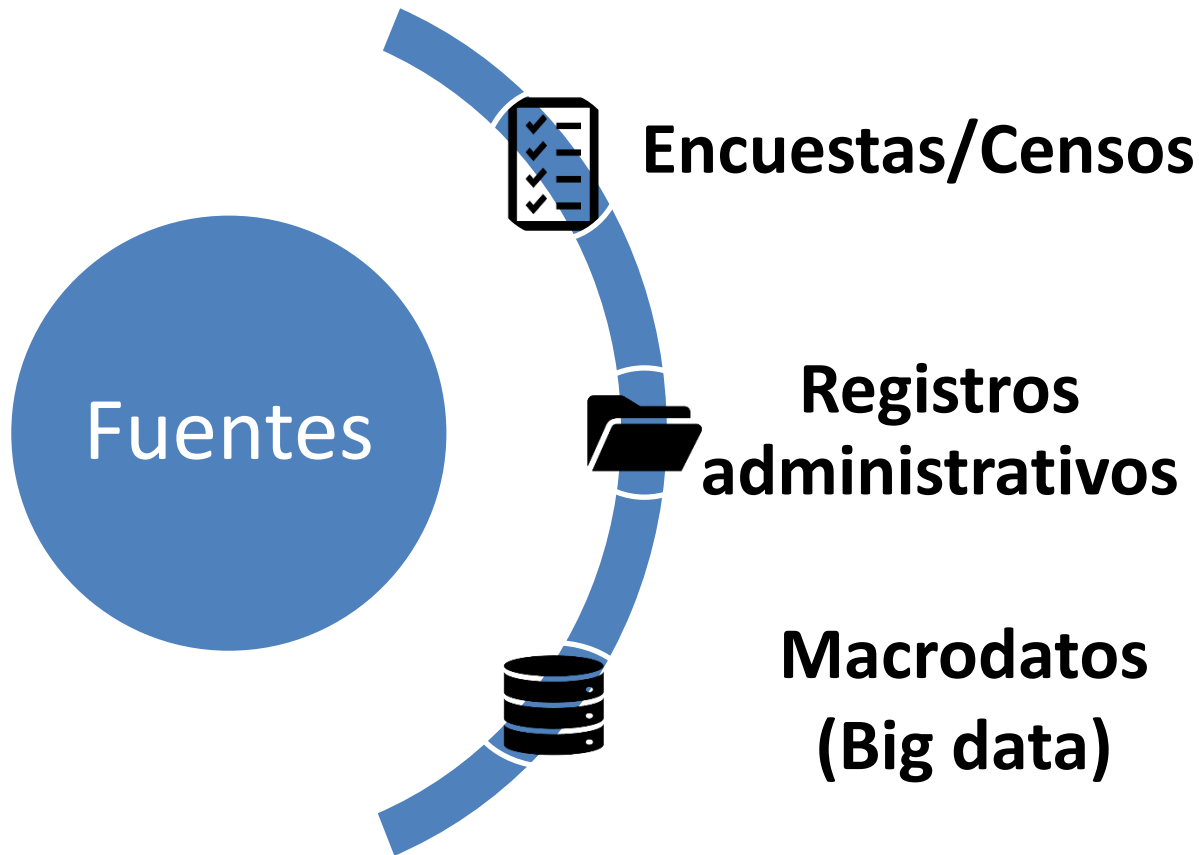 Fuentes
Encuestas/Censos
Registros
administrativos
Macrodatos
(Big data)